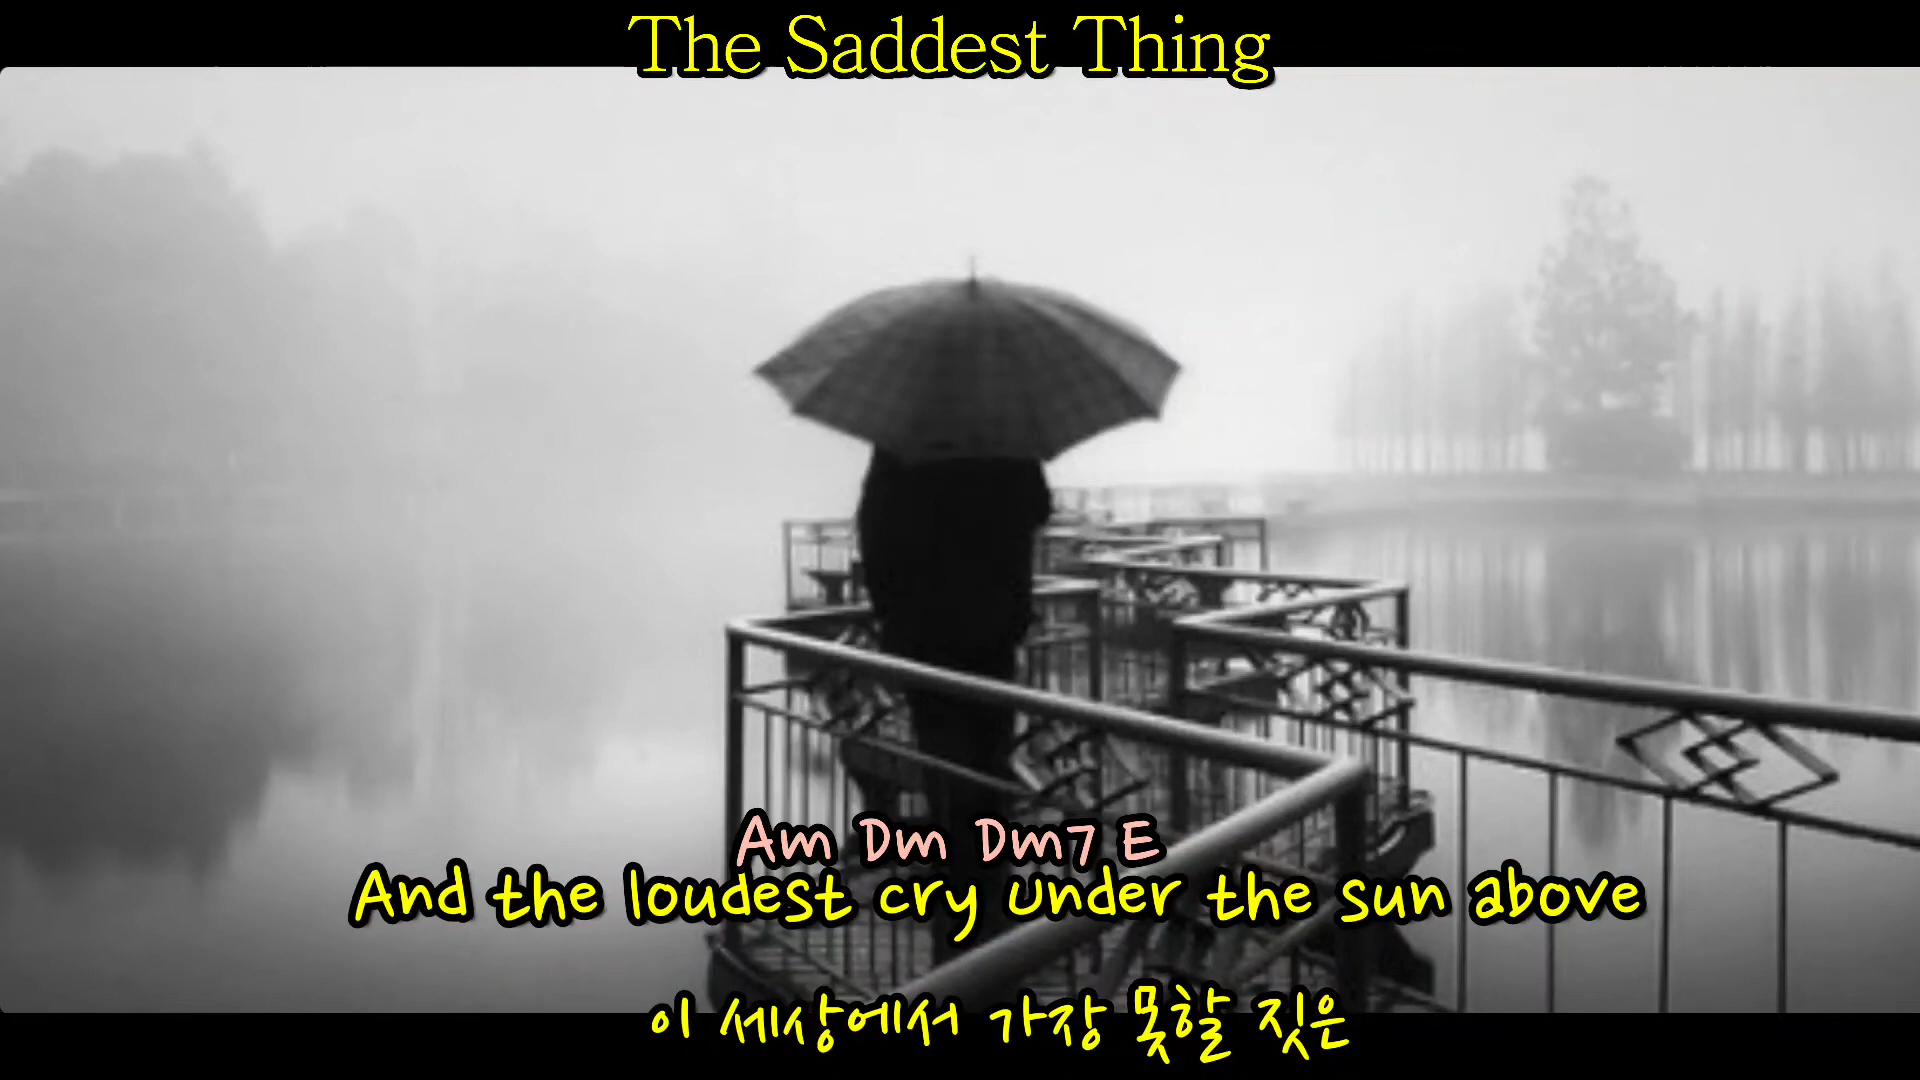 The Saddest Thing
Am Dm Dm7 E
And the loudest cry under the sun above
이 세상에서 가장 못할 짓은